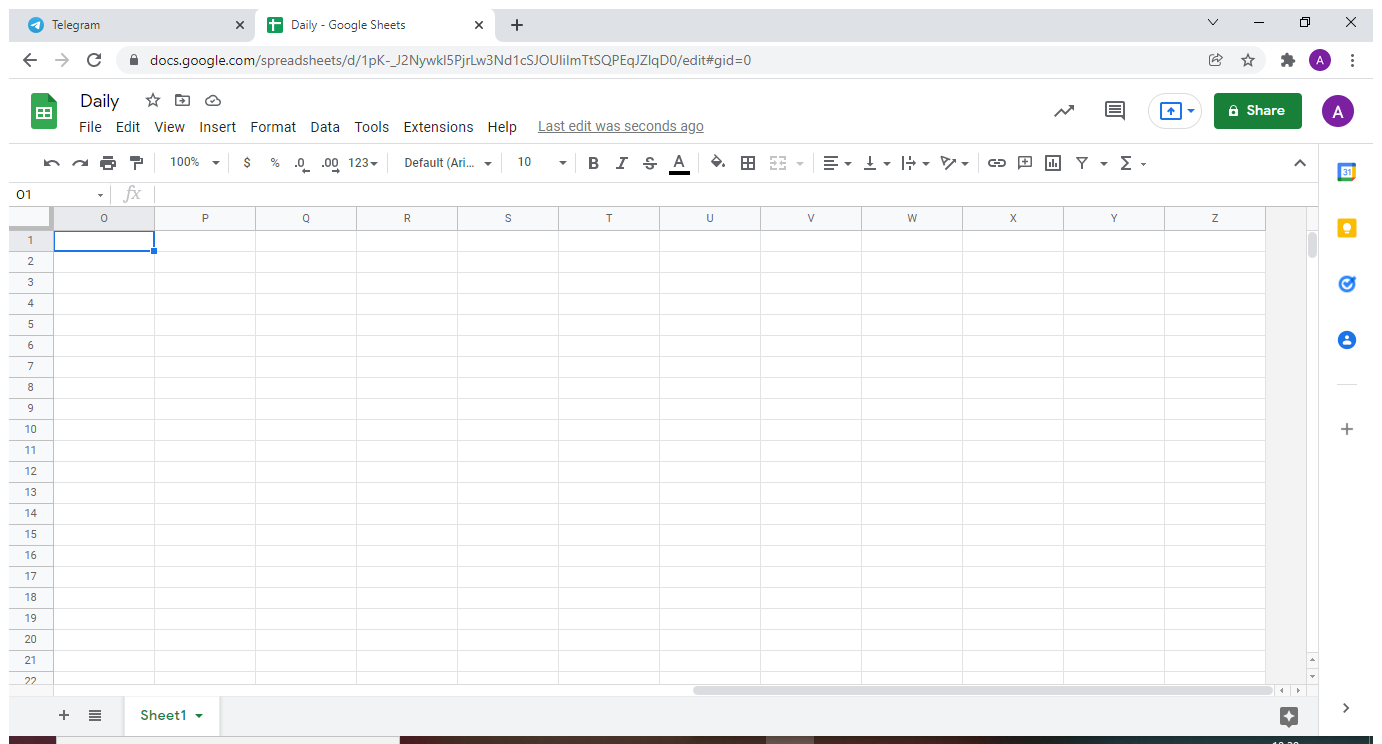 Telegram
Daily - Google Sheets
docs.google.com/spreadsheets/d/1pK-_J2NywkI5PjrLw3Nd1cSJOUIiImTtSQPEqJZIqD0/edit#gid=0
Daily
File Edit View Insert Format Data Tools Extensions Help Last edit was seconds ago
Share
A
A
100% $ % .0 .00 123 Default (Ari... 10 B I S A
31
O1 fx
O P Q R S T U V W X Y Z
1
2
3
4
5
6
7
8
9
10
11
12
13
14
15
16
17
18
19
20
21
22
Sheet1